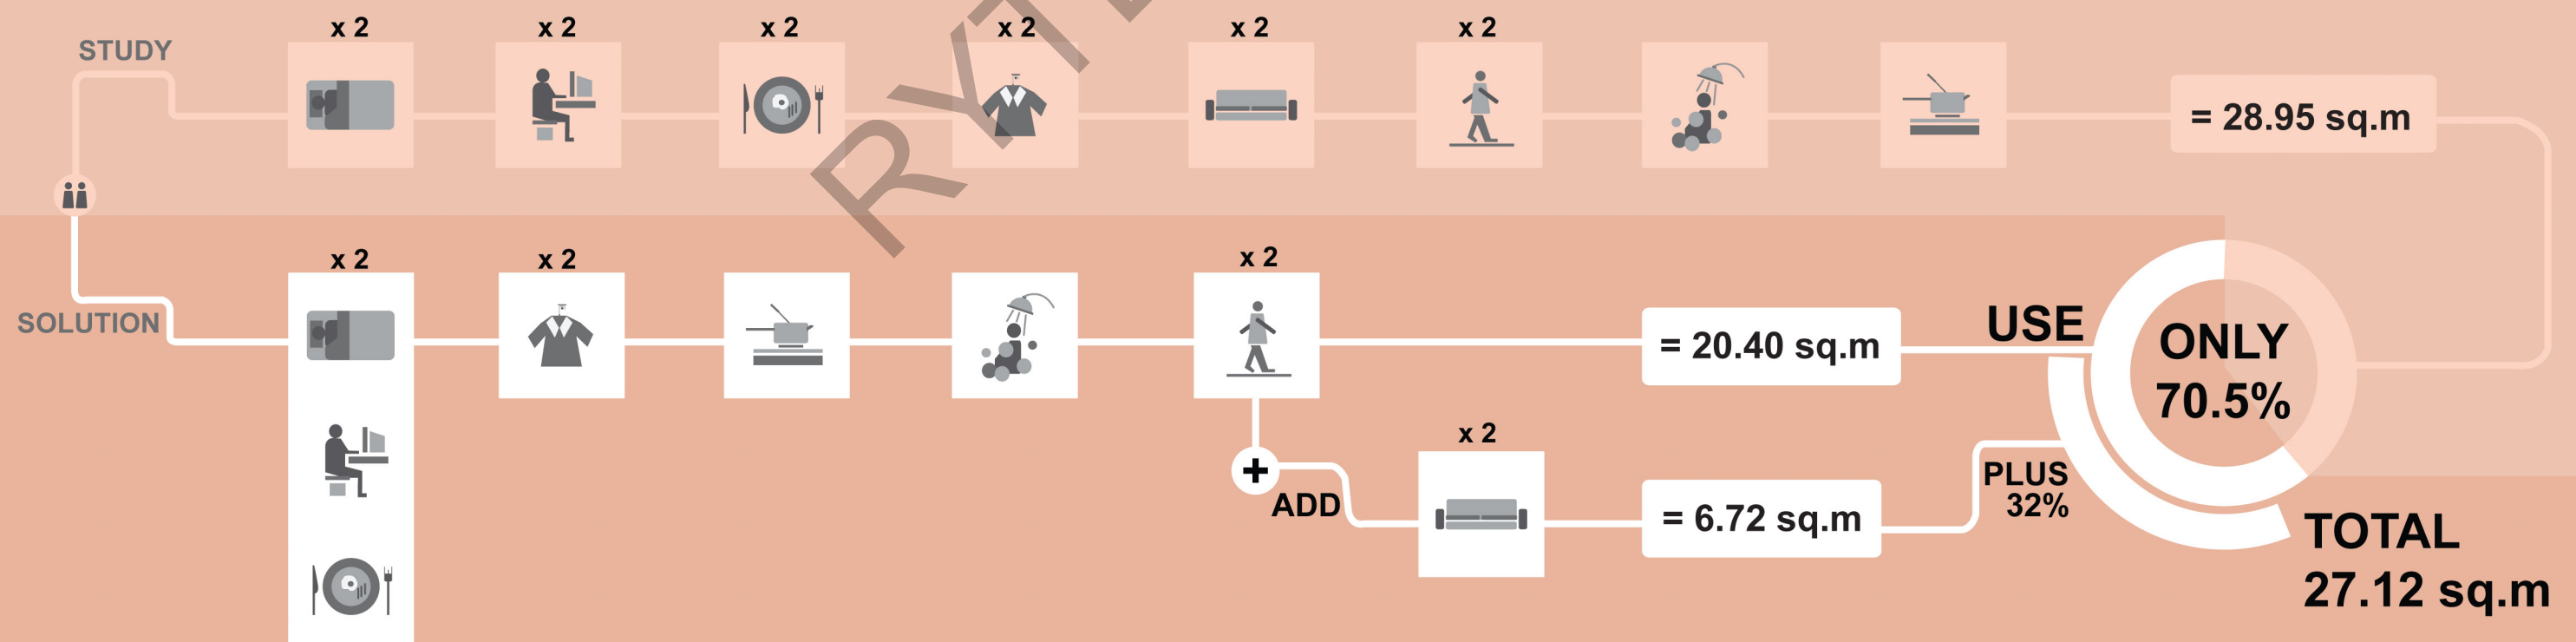 x 2
x 2
x 2
x 2
x 2
x 2
STUDY
= 28.95 sq.m
x 2
x 2
x 2
SOLUTION
= 20.40 sq.m
USE
ONLY
70.5%
x 2
ADD
= 6.72 sq.m
PLUS
32%
TOTAL
27.12 sq.m